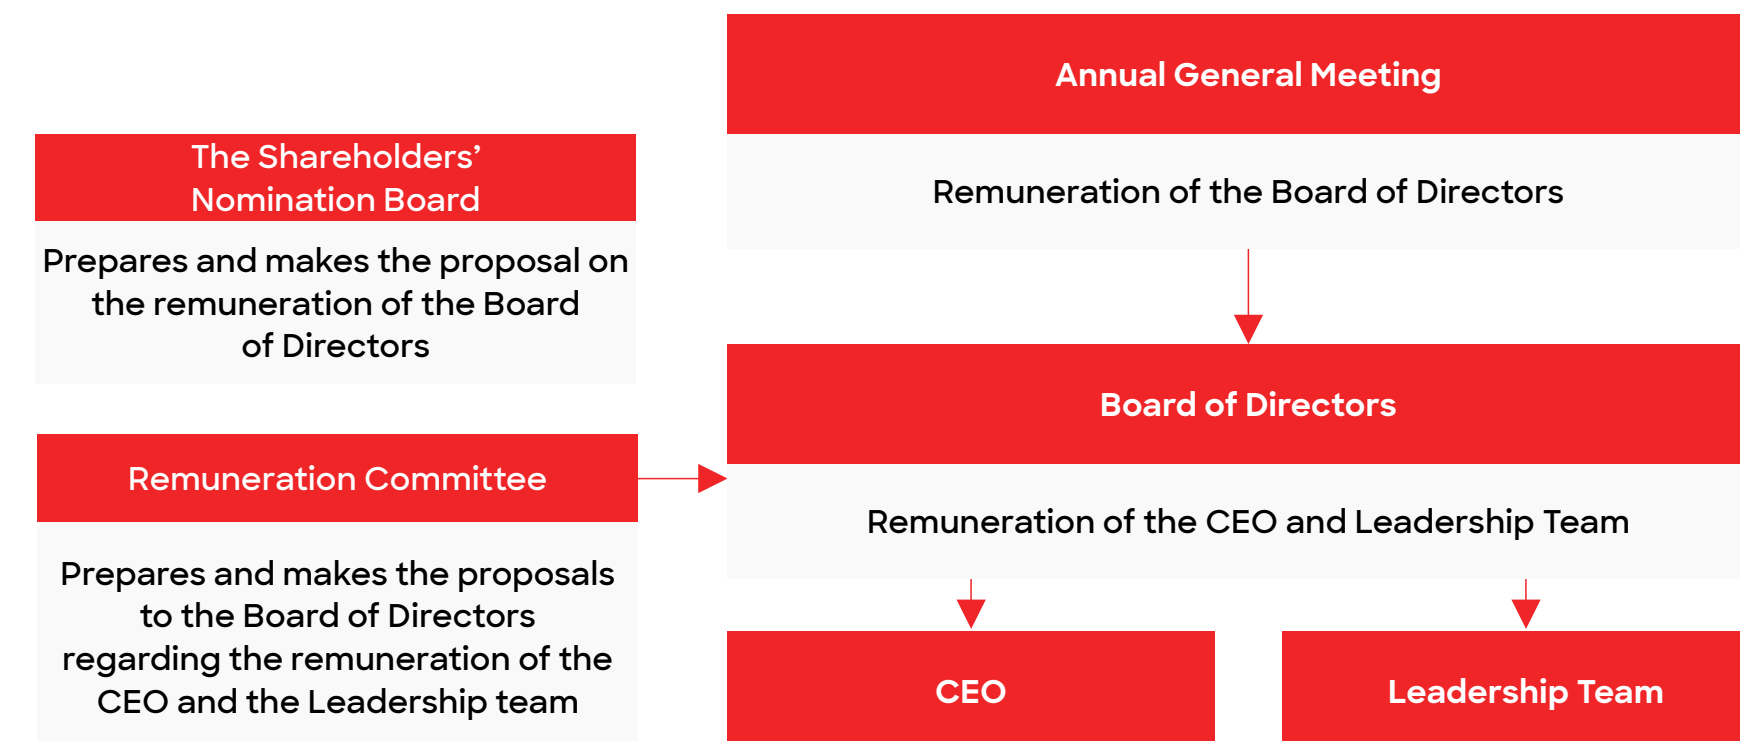 Annual General Meeting
Remuneration of the Board of Directors
The Shareholders’
Nomination Board
Prepares and makes the proposal on
the remuneration of the Board
of Directors
Board of Directors
Remuneration of the CEO and Leadership Team
Remuneration Committee
Prepares and makes the proposals
to the Board of Directors
regarding the remuneration of the
CEO and the Leadership team
CEO
Leadership Team